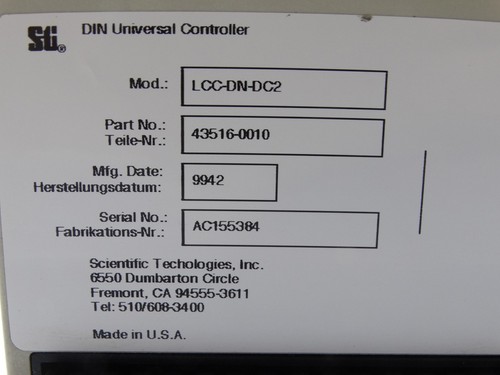 Sti® DIN Universal Controller
Mod.: LCC-DN-DC2
Part No.: 43516-0010
Teile-Nr.:
Mfg. Date: 9942
Herstellungsdatum:
Serial No.: AC155384
Fabrikations-Nr.:
Scientific Techologies, Inc.
6550 Dumbarton Circle
Fremont, CA 94555-3611
Tel: 510/608-3400
Made in U.S.A.